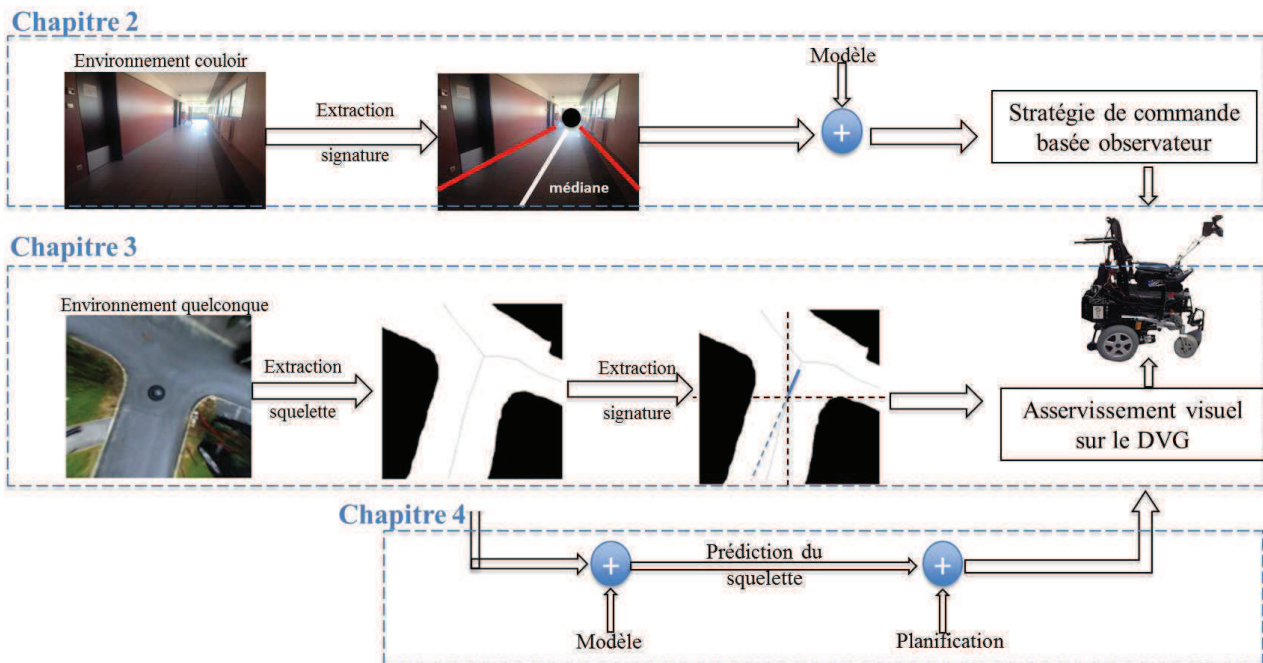 Chapitre 2
Environnement couloir
Extraction
signature
médiane
Modèle
+
Stratégie de commande
basée observateur
Chapitre 3
Environnement quelconque
Extraction
squelette
Extraction
signature
Asservissement visuel
sur le DVG
Chapitre 4
+
Prédiction du
squelette
+
Modèle
Planification